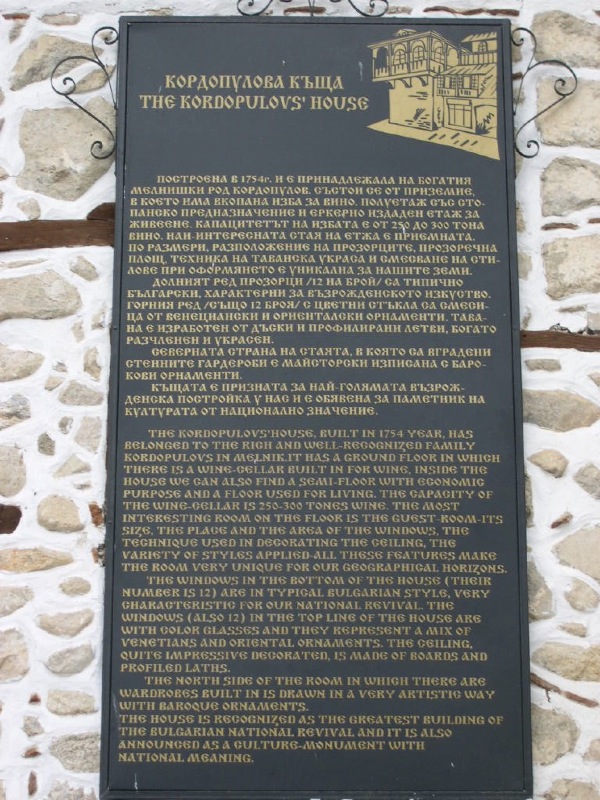 КОРДОПУЛОВА КЪЩА
THE KORDOPULOVS' HOUSE
ПОСТРОЕНА В 1754г. И Е ПРИНАДЛЕЖАЛА НА БОГАТИЯ
МЕЛНИШКИ РОД КОРДОПУЛОВ. СЪСТОИ СЕ ОТ ПРИЗЕМИЕ,
В КОЕТО ИМА ВКОПАНА ИЗБА ЗА ВИНО, ПОЛУЕТАЖ СЪС СТО-
ПАНСКО ПРЕДНАЗНАЧЕНИЕ И ЕРКЕРНО ИЗДАДЕН ЕТАЖ ЗА
ЖИВЕЕНЕ. КАПАЦИТЕТЪТ НА ИЗБАТА Е ОТ 250 ДО 300 ТОНА
ВИНО. НАЙ-ИНТЕРЕСНАТА СТАЯ НА ЕТЖА Е ПРИЕМНАТА.
ПО РАЗМЕРИ, РАЗПОЛОЖЕНИЕ НА ПРОЗОРЦИТЕ, ПРОЗОРЕЧНА
ПЛОЩ, ТЕХНИКА НА ТАВАНСКА УКРАСА И СМЕСВАНЕ НА СТИ-
ЛОВЕ ПРИ ОФОРМЯНЕТО Е УНИКАЛНА ЗА НАШИТЕ ЗЕМИ.
ДОЛНИЯТ РЕД ПРОЗОРЦИ /12 НА БРОЙ/ СА ТИПИЧНО
БЪЛГАРСКИ, ХАРАКТЕРНИ ЗА ВЪЗРОЖДЕНСКОТО ИЗКУСТВО.
ГОРНИЯ РЕД /СЪЩО 12 БРОЯ/ С ЦВЕТНИ СТЪКЛА СА СМЕСИ-
ЦА ОТ ВЕНЕЦИАНСКИ И ОРИЕНТАЛСКИ ОРНАМЕНТИ. ТАВА-
НА Е ИЗРАБОТЕН ОТ ДЪСКИ И ПРОФИЛИРАНИ ЛЕТВИ, БОГАТО
РАЗЧЛЕНЕН И УКРАСЕН.
СЕВЕРНАТА СТРАНА НА СТАЯТА, В КОЯТО СА ВГРАДЕНИ
СТЕННИТЕ ГАРДЕРОБИ Е МАЙСТОРСКИ ИЗПИСАНА С БАРО-
КОВИ ОРНАМЕНТИ.
КЪЩАТА Е ПРИЗНАТА ЗА НАЙ-ГОЛЯМАТА ВЪЗРОЖ-
ДЕНСКА ПОСТРОЙКА У НАС И Е ОБЯВЕНА ЗА ПАМЕТНИК НА
КУЛТУРАТА ОТ НАЦИОНАЛНО ЗНАЧЕНИЕ.
THE KORDOPULOVS'HOUSE, BUILT IN 1754 YEAR, HAS
BELONGED TO THE RICH AND WELL-RECOGNIZED FAMILY
KORDOPULOVS IN MELNIK.IT HAS A GROUND FLOOR IN WHICH
THERE IS A WINE-CELLAR BUILT IN FOR WINE, INSIDE THE
HOUSE WE CAN ALSO FIND A SEMI-FLOOR WITH ECONOMIC
PURPOSE AND A FLOOR USED FOR LIVING. THE CAPACITY OF
THE WINE-CELLAR IS 250-300 TONES WINE. THE MOST
INTERESTING ROOM ON THE FLOOR IS THE GUEST-ROOM-ITS
SIZE, THE PLACE AND THE AREA OF THE WINDOWS, THE
TECHNIQUE USED IN DECORATING THE CEILING, THE
VARIETY OF STYLES APPLIED-ALL THESE FEATURES MAKE
THE ROOM VERY UNIQUE FOR OUR GEOGRAPHICAL HORIZONS.
THE WINDOWS IN THE BOTTOM OF THE HOUSE (THEIR
NUMBER IS 12) ARE IN TYPICAL BULGARIAN STYLE, VERY
CHARACTERISTIC FOR OUR NATIONAL REVIVAL. THE
WINDOWS (ALSO 12) IN THE TOP LINE OF THE HOUSE ARE
WITH COLOR GLASSES AND THEY REPRESENT A MIX OF
VENETIANS AND ORIENTAL ORNAMENTS. THE CEILING,
QUITE IMPRESSIVE DECORATED, IS MADE OF BOARDS AND
PROFILED LATHS.
THE NORTH SIDE OF THE ROOM IN WHICH THERE ARE
WARDROBES BUILT IN IS DRAWN IN A VERY ARTISTIC WAY
WITH BAROQUE ORNAMENTS.
THE HOUSE IS RECOGNIZED AS THE GREATEST BUILDING OF
THE BULGARIAN NATIONAL REVIVAL AND IT IS ALSO
ANNOUNCED AS A CULTURE-MONUMENT WITH
NATIONAL MEANING.